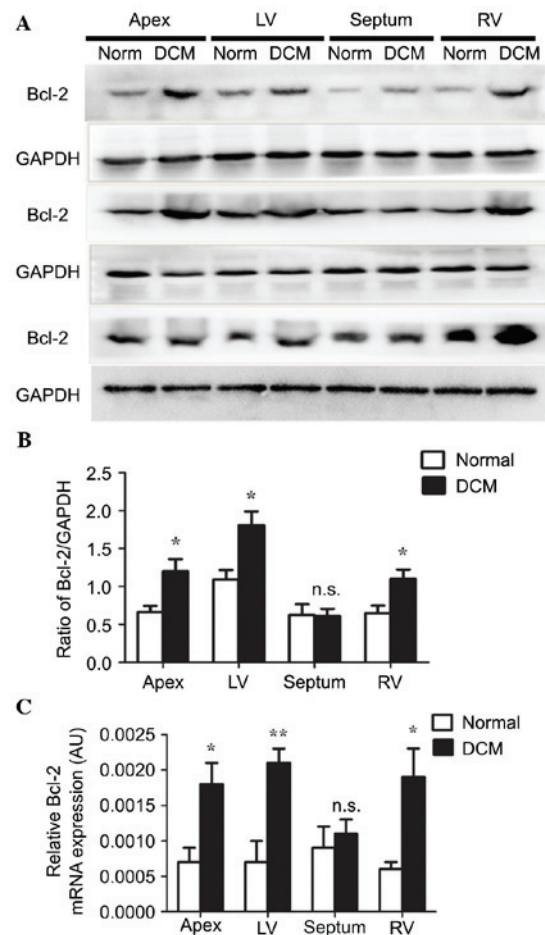 A
Apex LV Septum RV
Norm DCM Norm DCM Norm DCM Norm DCM
Bcl-2
GAPDH
Bcl-2
GAPDH
Bcl-2
GAPDH
B
Ratio of Bcl-2/GAPDH
2.5
2.0
1.5
1.0
0.5
0.0
Normal
DCM
* * n.s. *
Apex LV Septum RV
C
Relative Bcl-2
mRNA expression (AU)
0.0025
0.0020
0.0015
0.0010
0.0005
0.0000
Normal
DCM
* ** n.s. *
Apex LV Septum RV